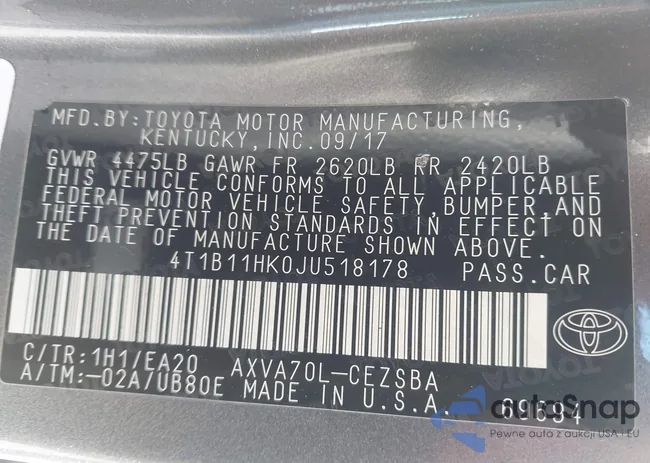 MFD.BY:TOYOTA MOTOR MANUFACTURING,
KENTUCKY,INC.09/17
GVWR 4475LB GAWR FR 2620LB RR 2420LB
THIS VEHICLE CONFORMS TO ALL APPLICABLE
FEDERAL MOTOR VEHICLE SAFETY,BUMPER,AND
THEFT PREVENTION STANDARDS IN EFFECT ON
THE DATE OF MANUFACTURE SHOWN ABOVE.
4T1B11HK0JU518178 PASS.CAR
C/TR:1H1/EA20 AXVA70L-CEZSBA
A/TM:-02A/UB80E MADE IN U.S.A.
autoSnap
Pewne auta z aukcji USA i EU